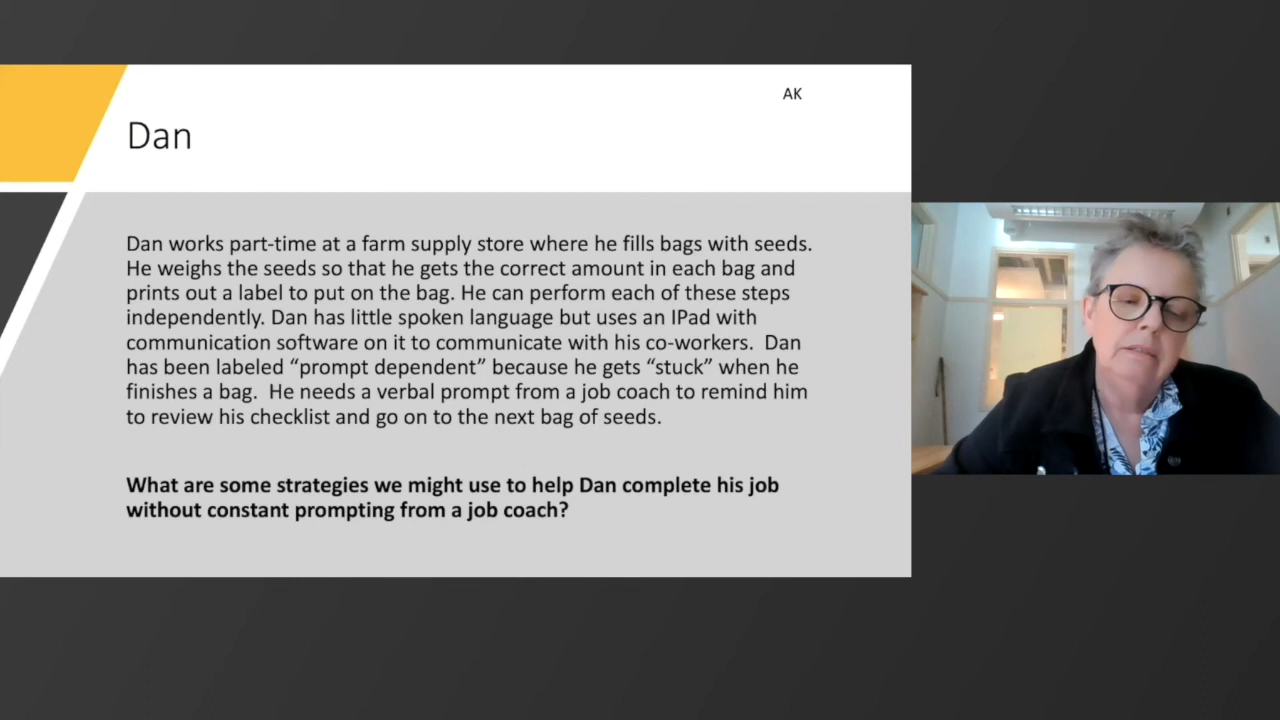 AK
Dan
Dan works part-time at a farm supply store where he fills bags with seeds.
He weighs the seeds so that he gets the correct amount in each bag and
prints out a label to put on the bag. He can perform each of these steps
independently. Dan has little spoken language but uses an IPad with
communication software on it to communicate with his co-workers.  Dan
has been labeled “prompt dependent” because he gets “stuck” when he
finishes a bag.  He needs a verbal prompt from a job coach to remind him
to review his checklist and go on to the next bag of seeds.
What are some strategies we might use to help Dan complete his job
without constant prompting from a job coach?